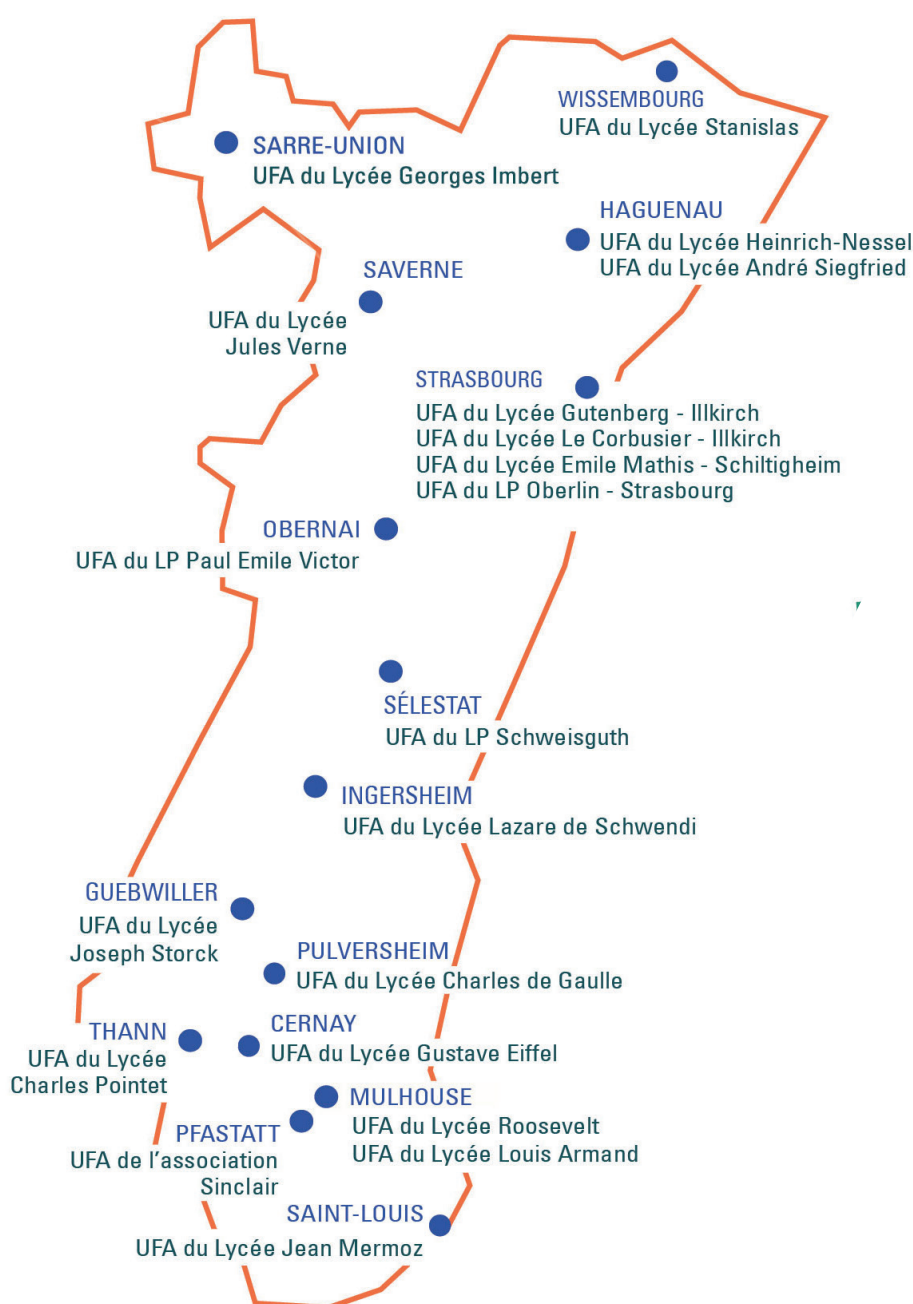 WISSEMBOURG
UFA du Lycée Stanislas
SARRE-UNION
UFA du Lycée Georges Imbert
HAGUENAU
UFA du Lycée Heinrich-Nessel
UFA du Lycée André Siegfried
SAVERNE
UFA du Lycée
Jules Verne
STRASBOURG
UFA du Lycée Gutenberg - Illkirch
UFA du Lycée Le Corbusier - Illkirch
UFA du Lycée Emile Mathis - Schiltigheim
UFA du LP Oberlin - Strasbourg
OBERNAI
UFA du LP Paul Emile Victor
SÉLESTAT
UFA du LP Schweisguth
INGERSHEIM
UFA du Lycée Lazare de Schwendi
GUEBWILLER
UFA du Lycée
Joseph Storck
PULVERSHEIM
UFA du Lycée Charles de Gaulle
THANN
UFA du Lycée
Charles Pointet
CERNAY
UFA du Lycée Gustave Eiffel
MULHOUSE
UFA du Lycée Roosevelt
UFA du Lycée Louis Armand
PFASTATT
UFA de l'association
Sinclair
SAINT-LOUIS
UFA du Lycée Jean Mermoz